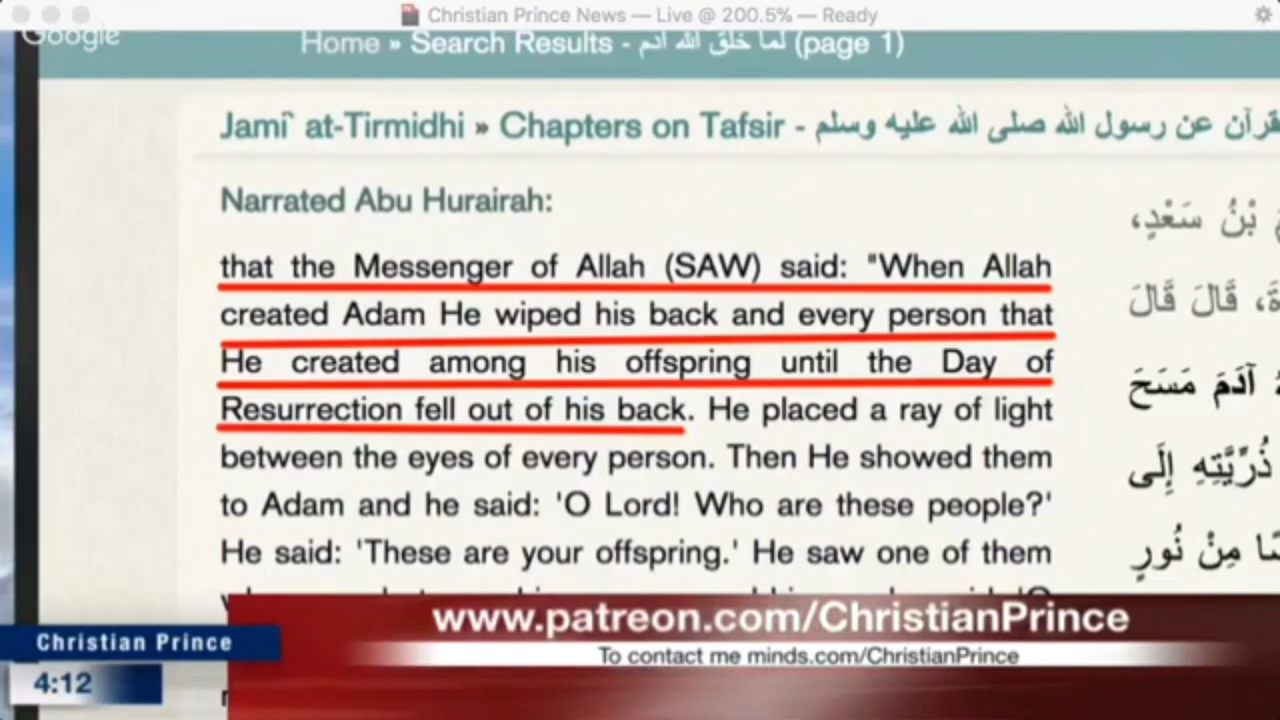 Christian Prince News — Live @ 200.5% — Ready
Google
Home » Search Results - لما خلق الله ادم (page 1)
Jami` at-Tirmidhi » Chapters on Tafsir - قرآن عن رسول الله صلى الله عليه وسلم
Narrated Abu Hurairah:
that the Messenger of Allah (SAW) said: "When Allah
created Adam He wiped his back and every person that
He created among his offspring until the Day of
Resurrection fell out of his back. He placed a ray of light
between the eyes of every person. Then He showed them
to Adam and he said: 'O Lord! Who are these people?'
He said: 'These are your offspring.' He saw one of them
بْنُ سَعْدٍ،
قَالَ قَالَ
آدَمَ مَسَحَ
ذُرِّيَّتِهِ إِلَى
مِنْ نُورٍ
www.patreon.com/ChristianPrince
To contact me minds.com/ChristianPrince
Christian Prince
4:12